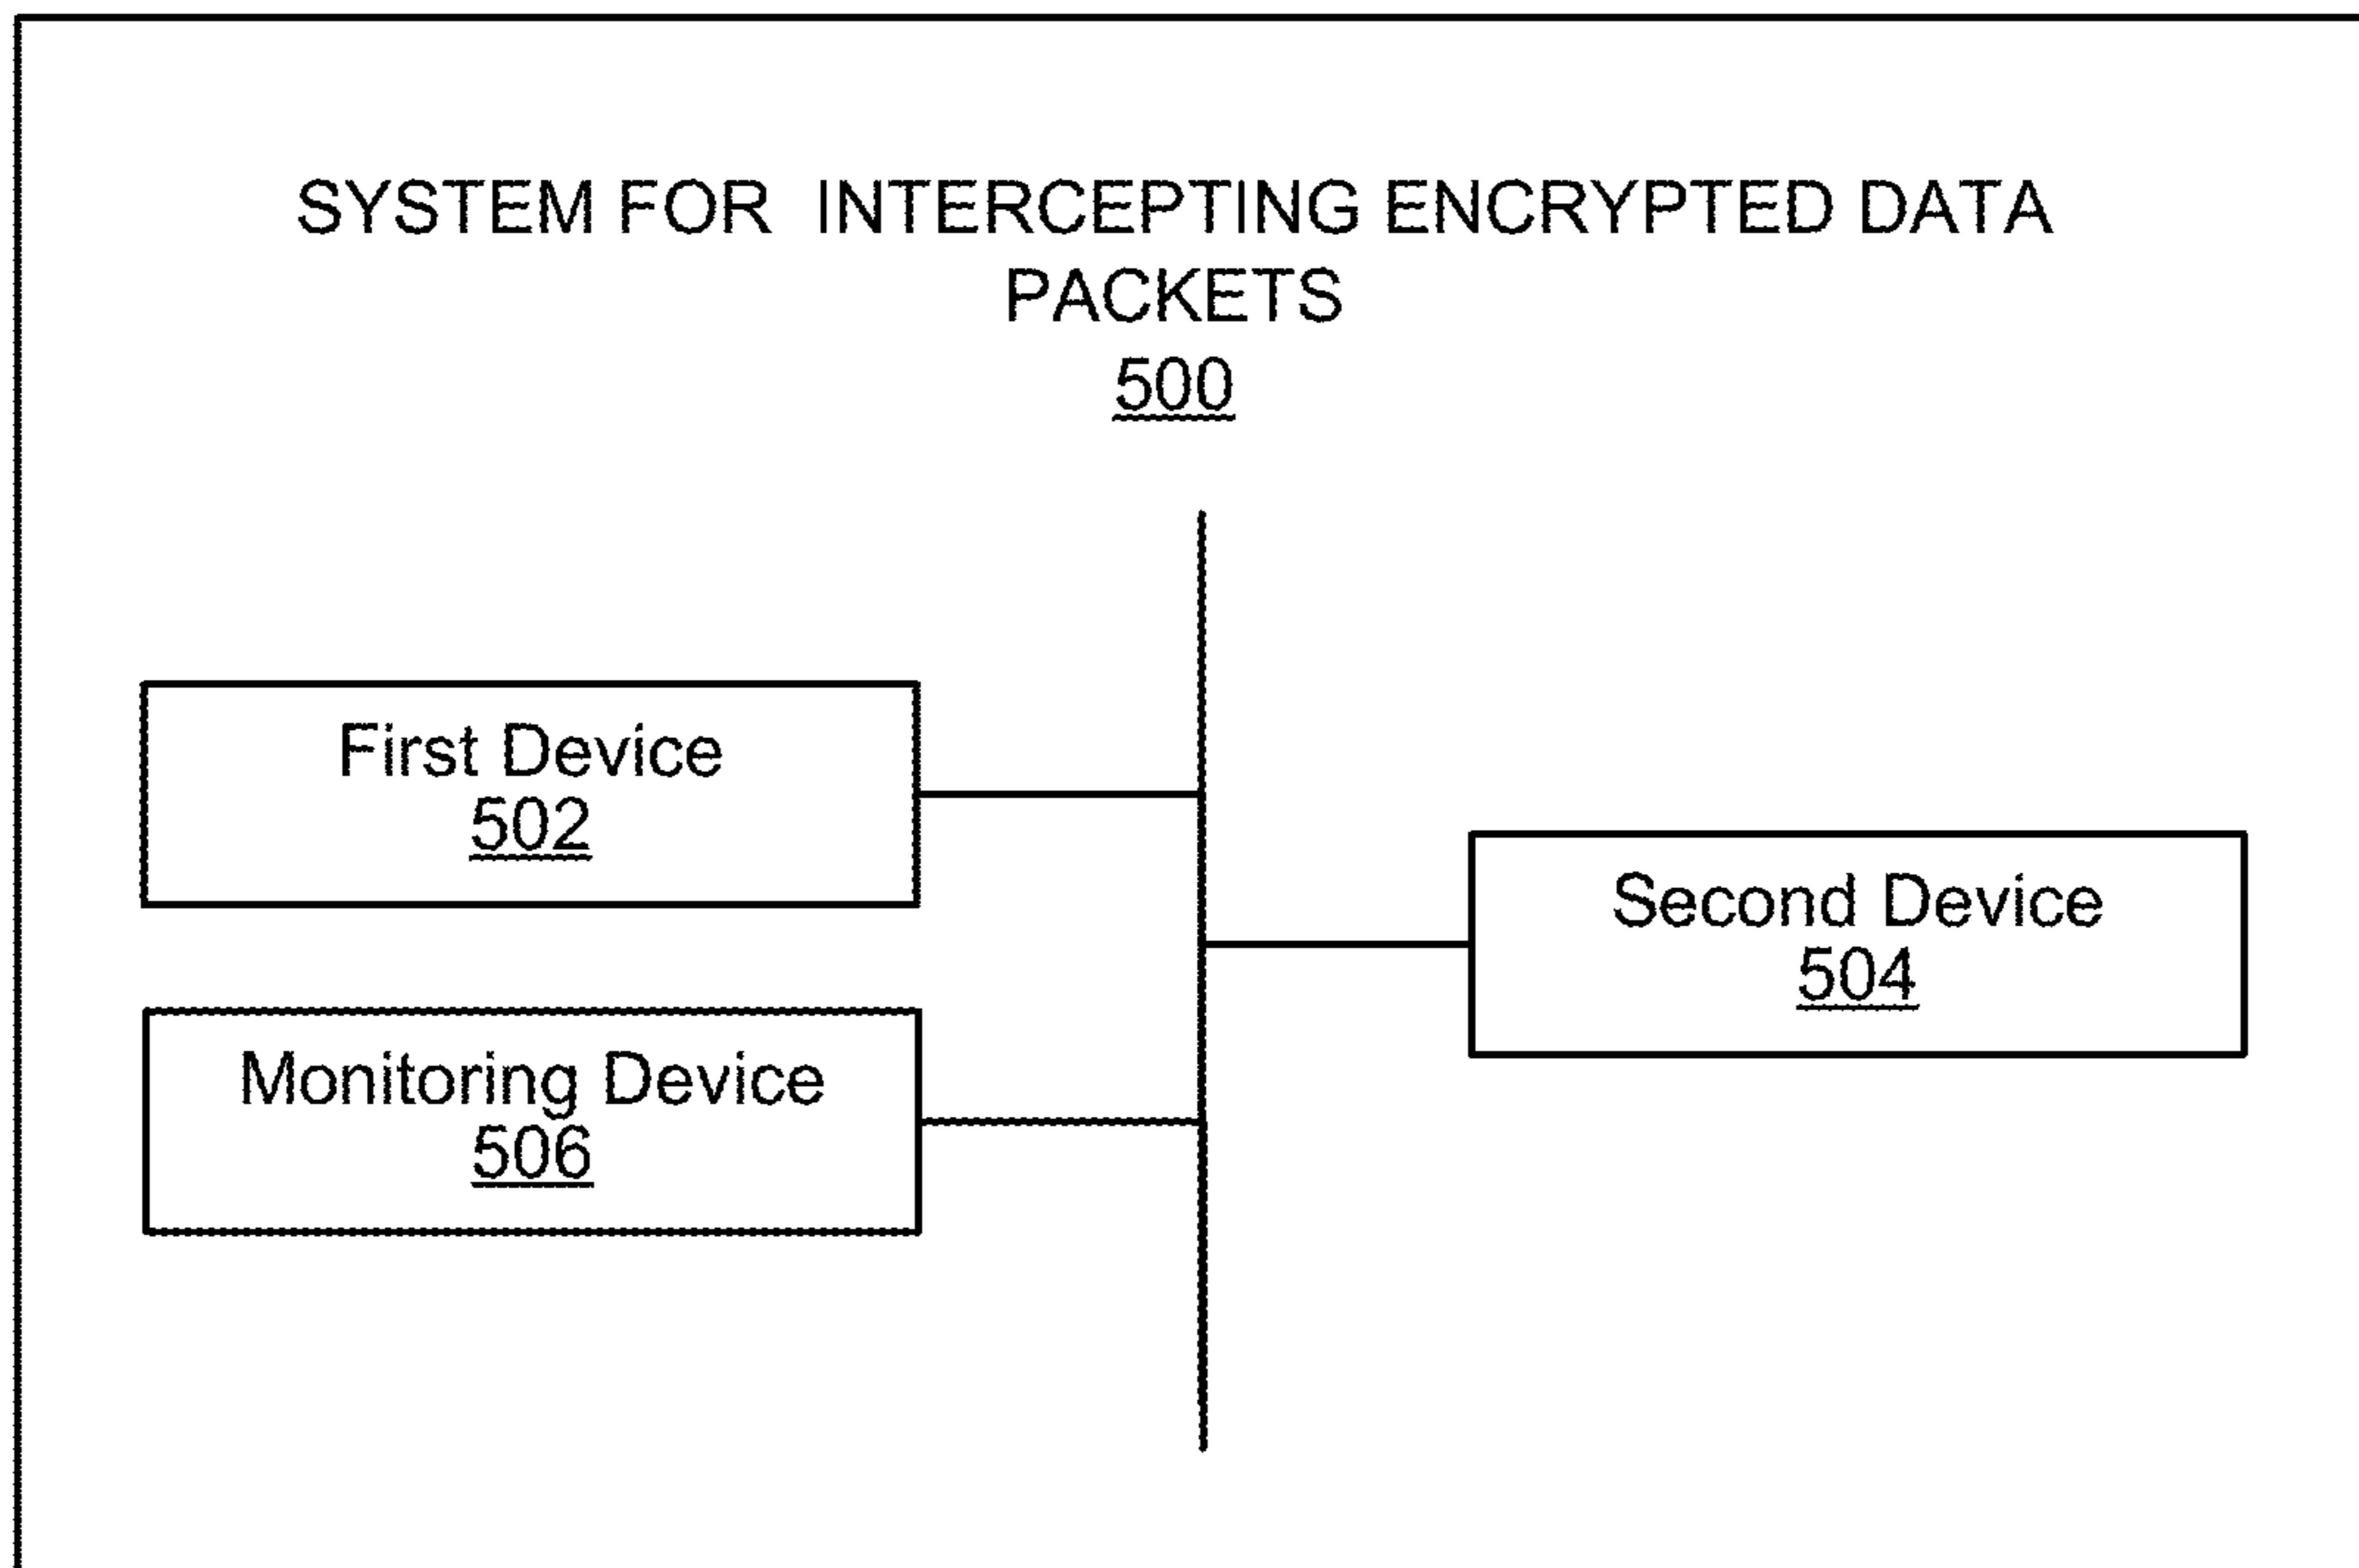 SYSTEM FOR INTERCEPTING ENCRYPTED DATA
PACKETS
500
First Device
502
Second Device
504
Monitoring Device
506